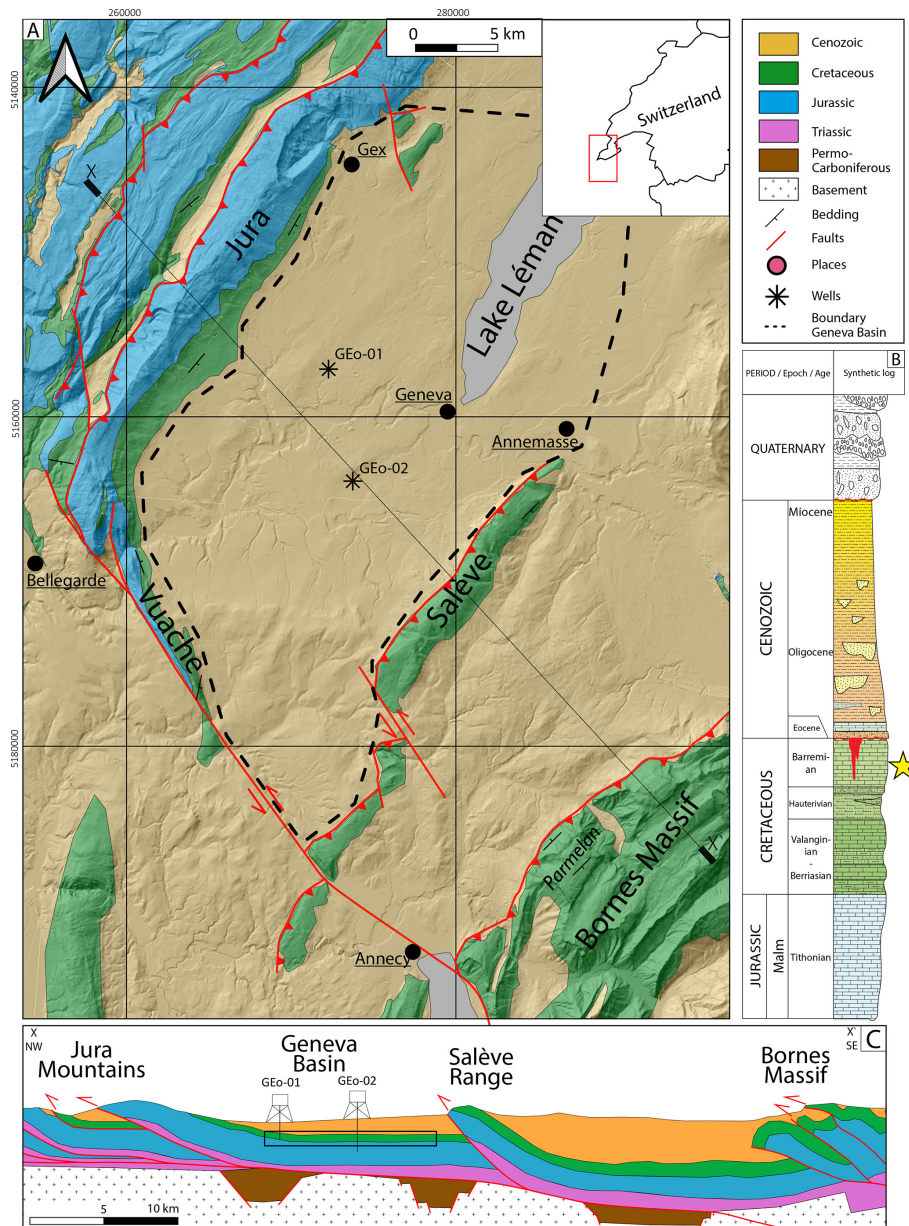 A
260000
280000
0 5 km
5140000
5160000
5180000
Switzerland
X
Gex
Jura
Lake Léman
GEo-01
Geneva
Annemasse
GEo-02
Bellegarde
Vuache
Salève
Parmelan
Bornes Massif
X'
Annecy
Cenozoic
Cretaceous
Jurassic
Triassic
Permo-
Carboniferous
Basement
Bedding
Faults
Places
Wells
Boundary
Geneva Basin
B
PERIOD / Epoch / Age
Synthetic log
QUATERNARY
CENOZOIC
Miocene
Oligocene
Eocene
CRETACEOUS
Barremi-
an
Hauterivian
Valangin-
ian
-
Berriasian
JURASSIC
Malm
Tithonian
C
X
NW
Jura
Mountains
Geneva
Basin
GEo-01
GEo-02
Salève
Range
Bornes
Massif
X`
SE
5 10 km